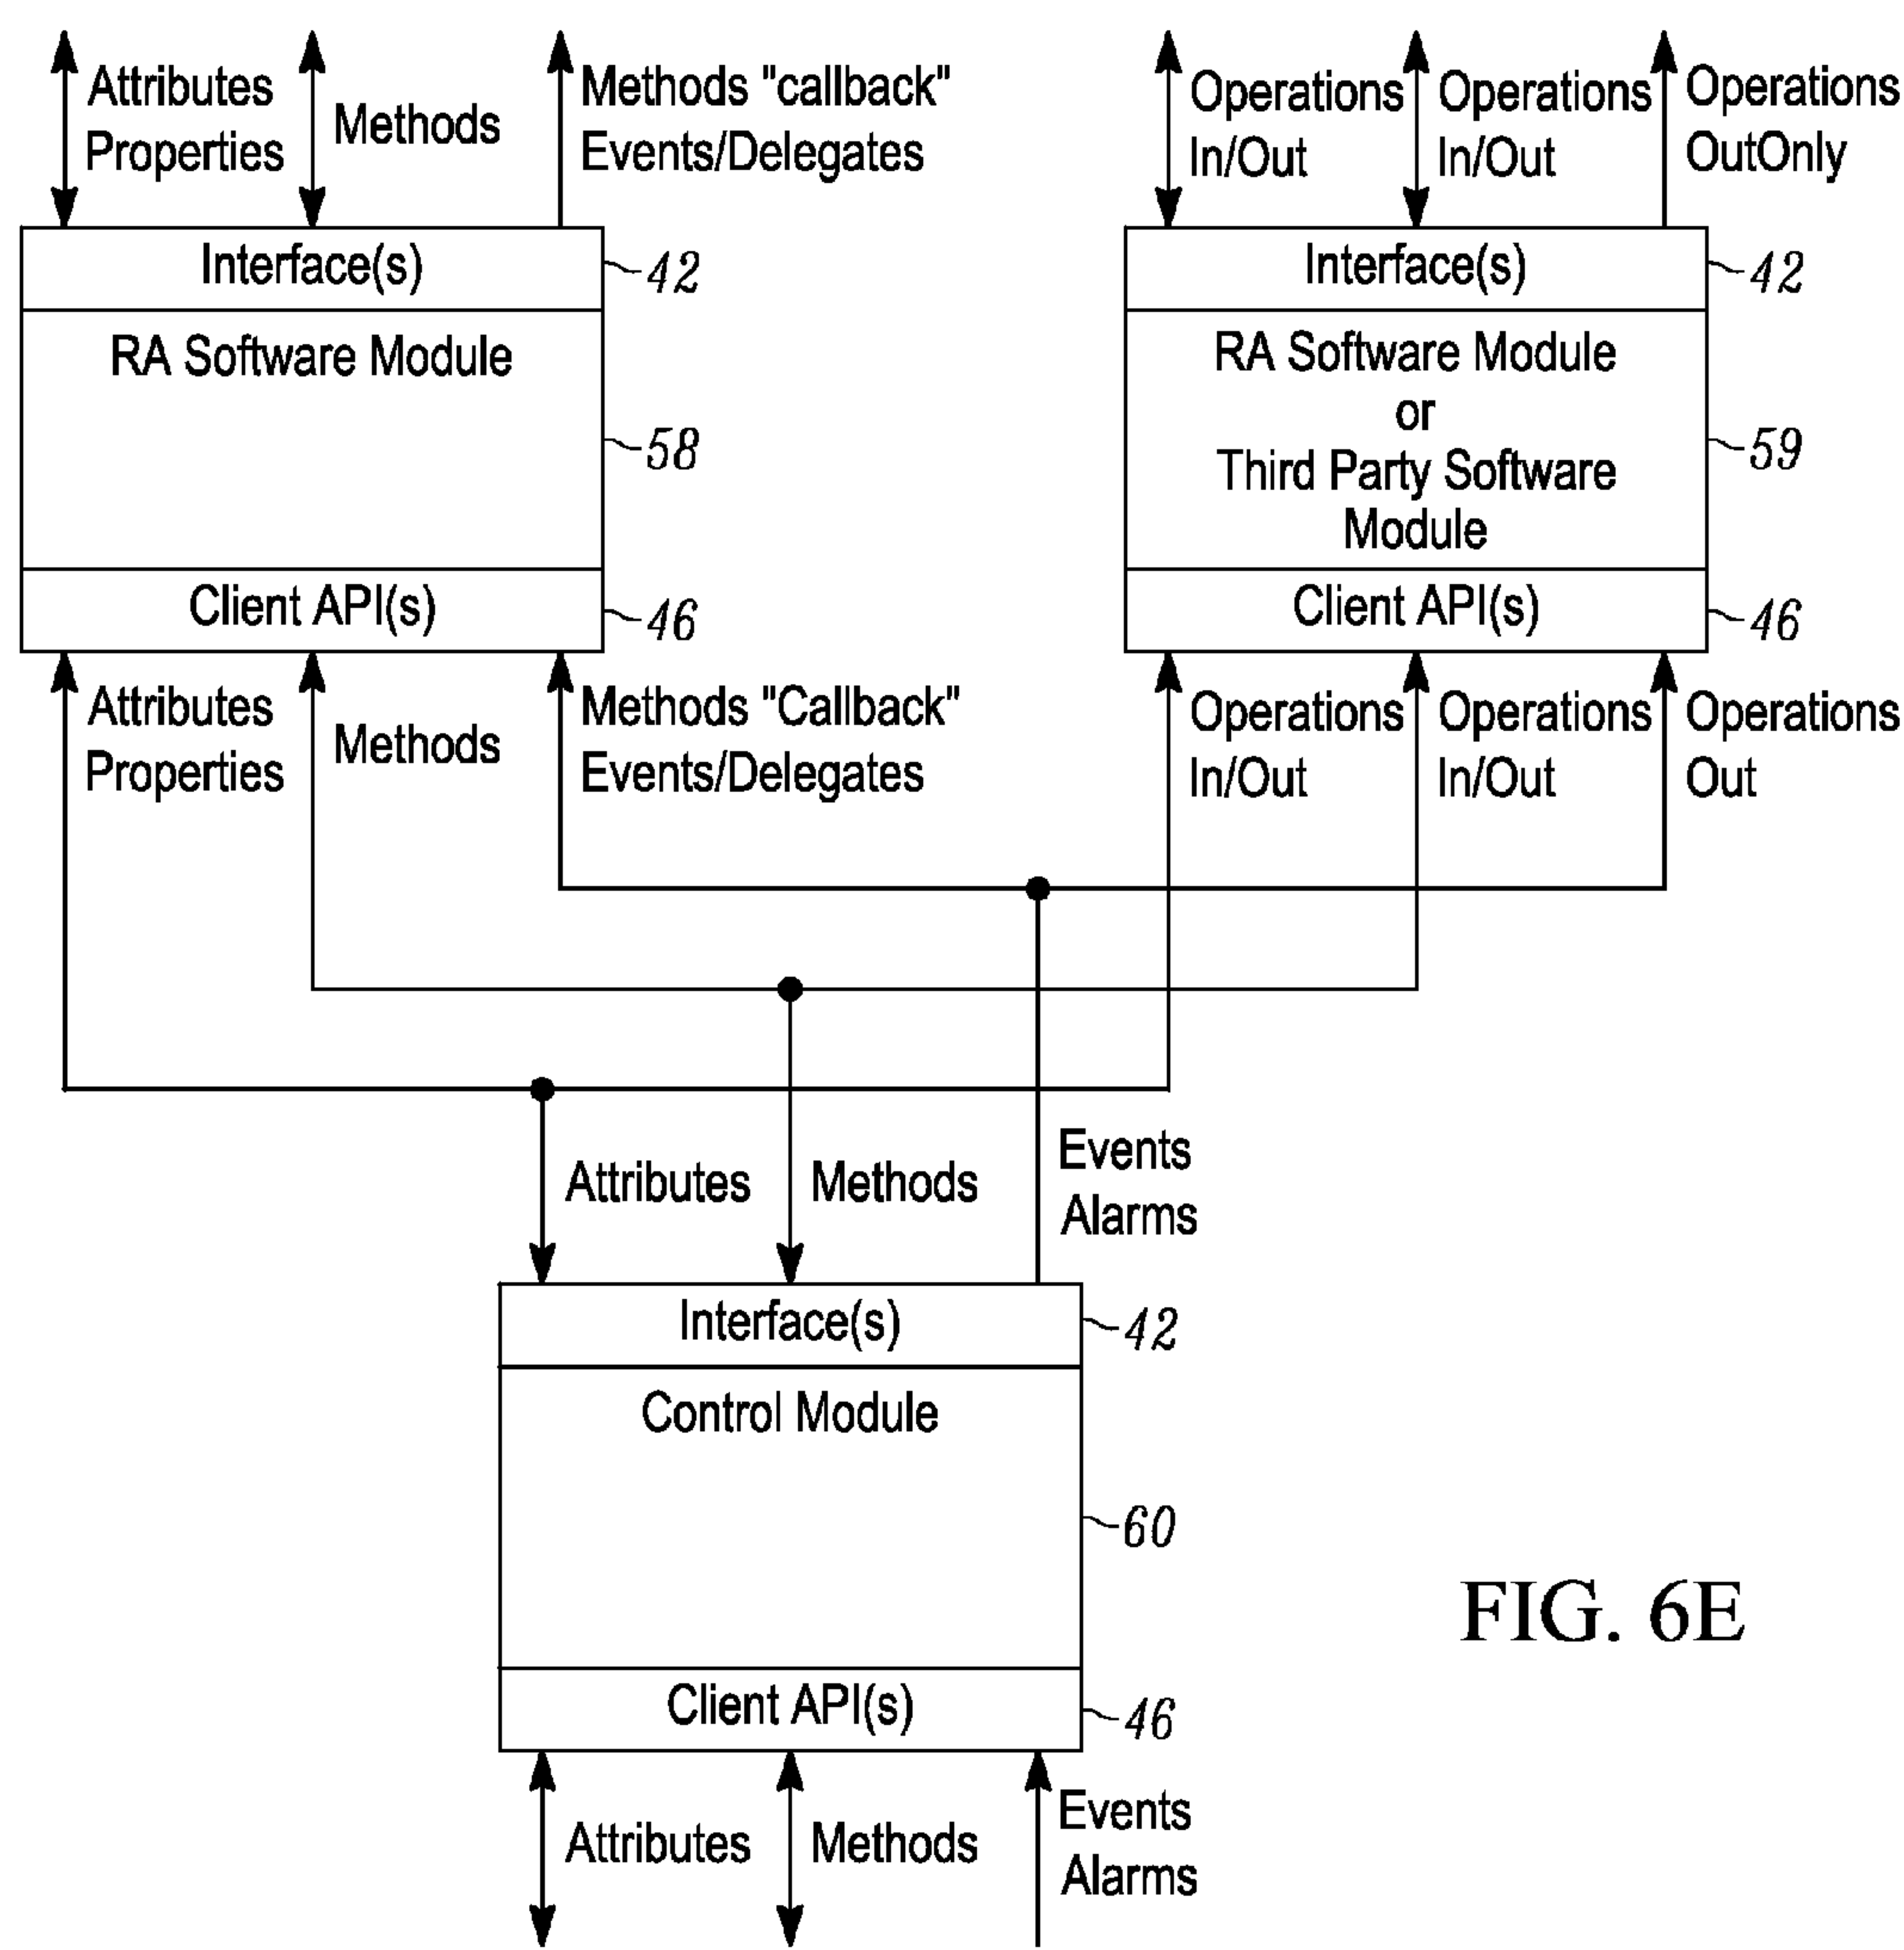 Attributes
Properties
Methods
Methods "callback"
Events/Delegates
Operations
In/Out
Operations
In/Out
Operations
OutOnly
Interface(s)
42
RA Software Module
58
Client API(s)
46
Interface(s)
42
RA Software Module
or
Third Party Software
Module
59
Client API(s)
46
Attributes
Properties
Methods
Methods "Callback"
Events/Delegates
Operations
In/Out
Operations
In/Out
Operations
Out
Attributes
Methods
Events
Alarms
Interface(s)
42
Control Module
60
Client API(s)
46
Attributes
Methods
Events
Alarms
FIG. 6E